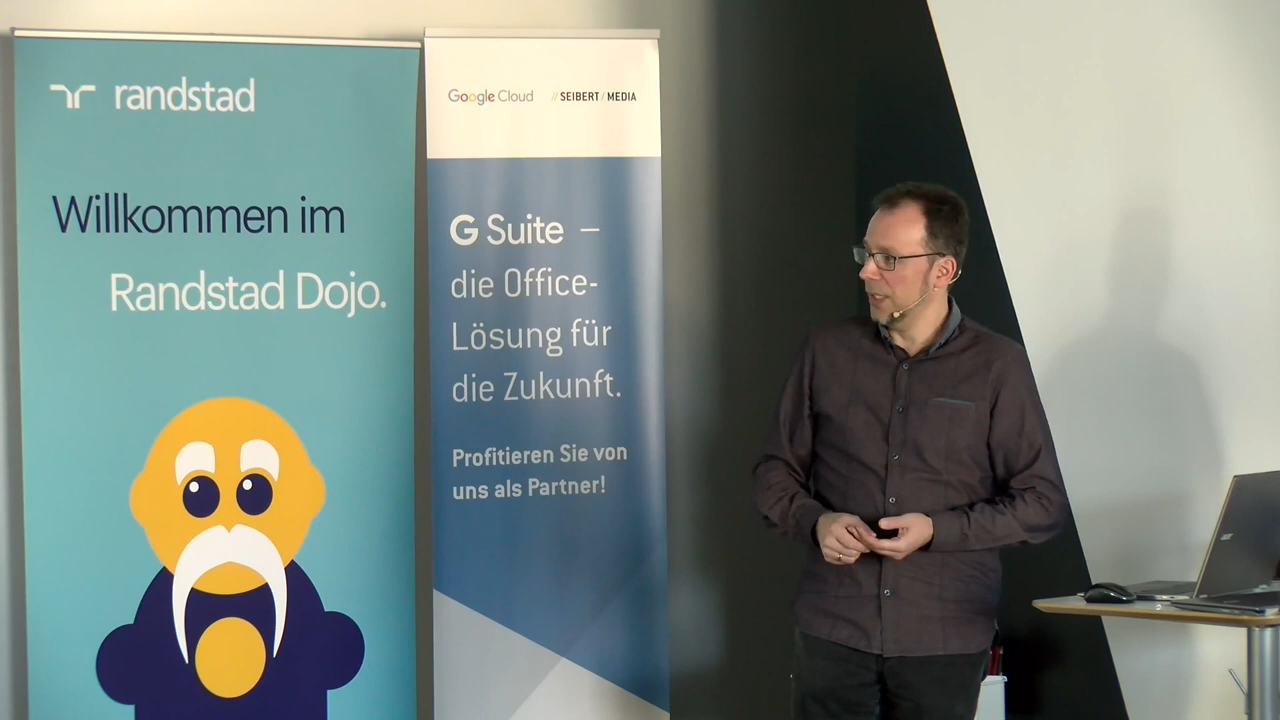 randstad
Willkommen im
Randstad Dojo.
Google Cloud
//SEIBERT/MEDIA
G Suite –
die Office-
Lösung für
die Zukunft.
Profitieren Sie von
uns als Partner!